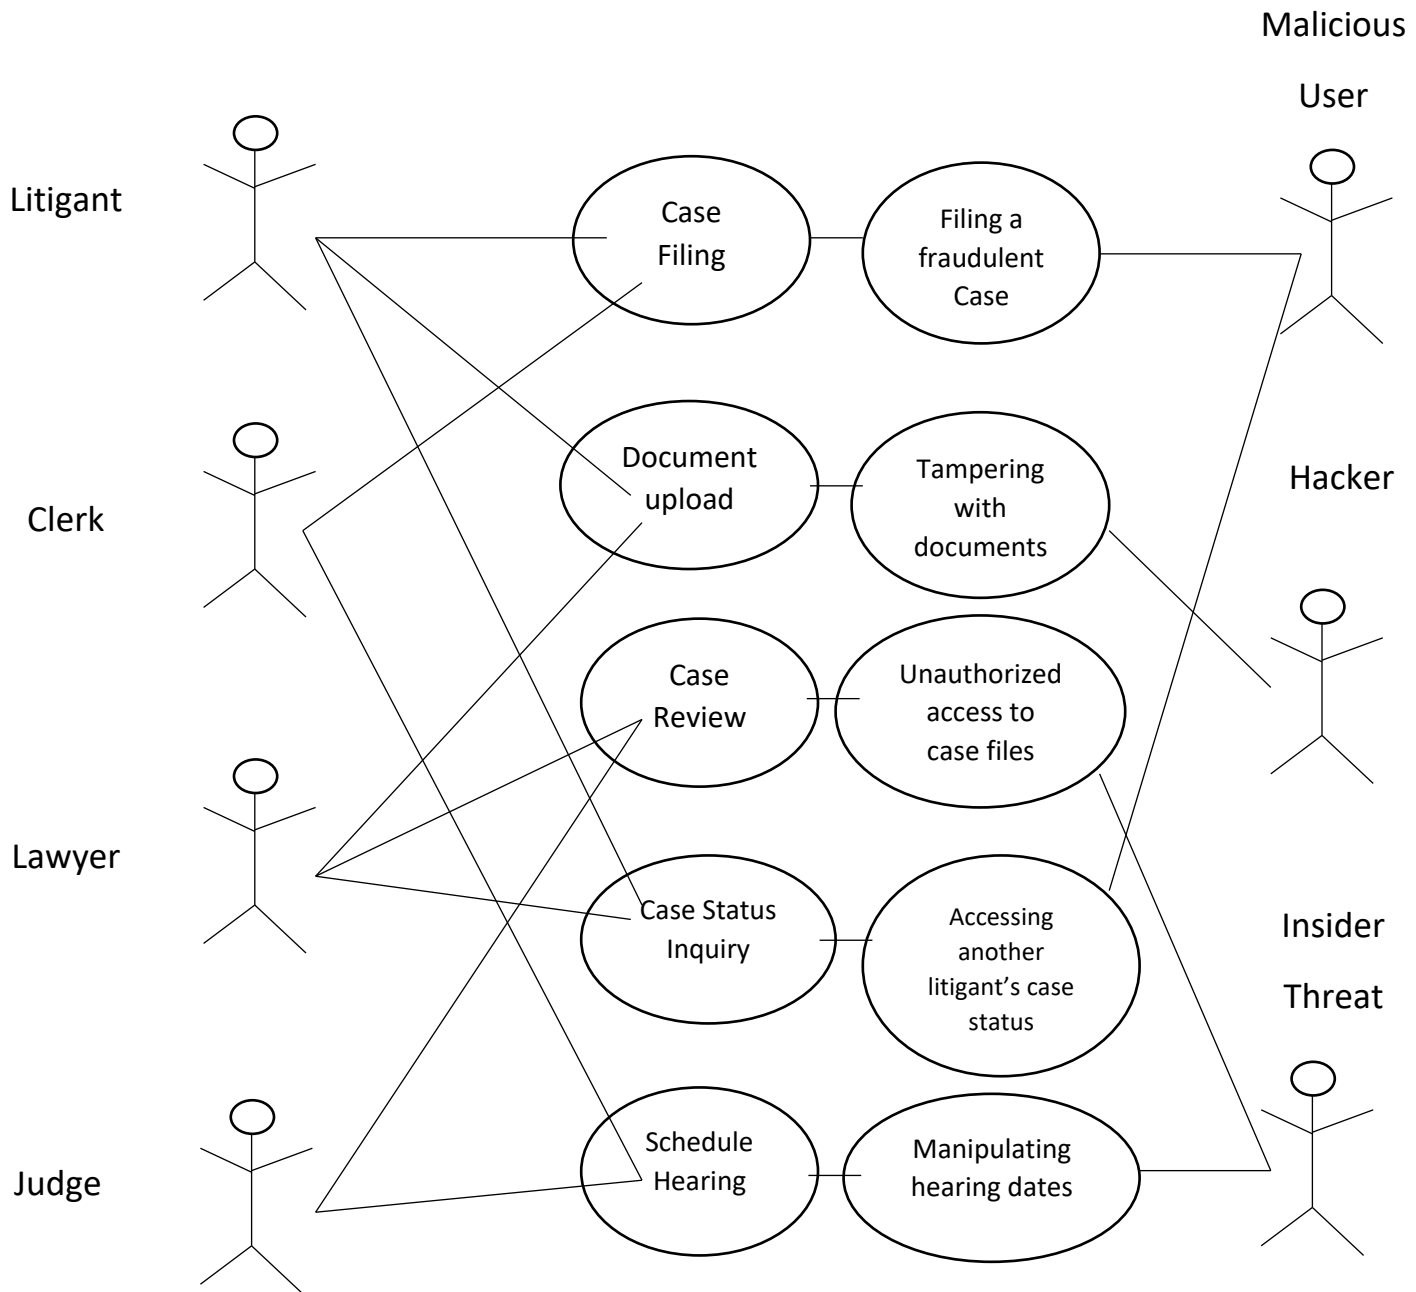 Malicious
User
Litigant
Case
Filing
Filing a
fraudulent
Case
Clerk
Document
upload
Tampering
with
documents
Hacker
Case
Review
Unauthorized
access to
case files
Lawyer
Case Status
Inquiry
Accessing
another
litigant’s case
status
Insider
Threat
Judge
Schedule
Hearing
Manipulating
hearing dates